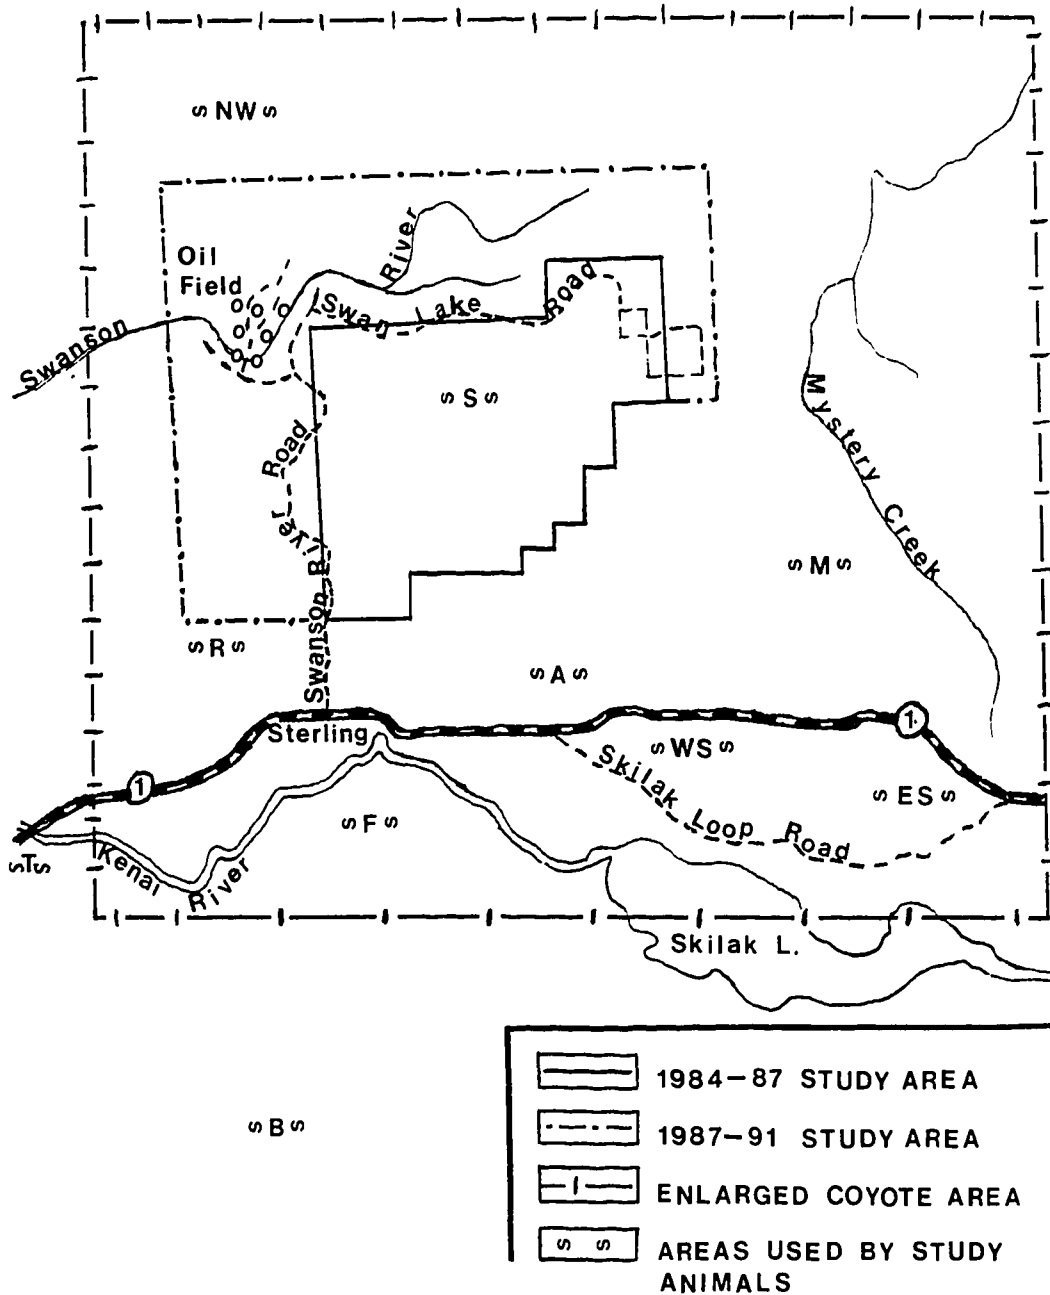 s NW s
Oil
Field
River
Swan Lake Road
Swanson
s S s
Mystery Creek
Swanson River Road
s M s
s R s
s A s
1
Sterling
s WS s
Skilak Loop Road
1
s ES s
s F s
sTs
Kenai River
Skilak L.
s B s
1984-87 STUDY AREA
1987-91 STUDY AREA
ENLARGED COYOTE AREA
s s AREAS USED BY STUDY
ANIMALS